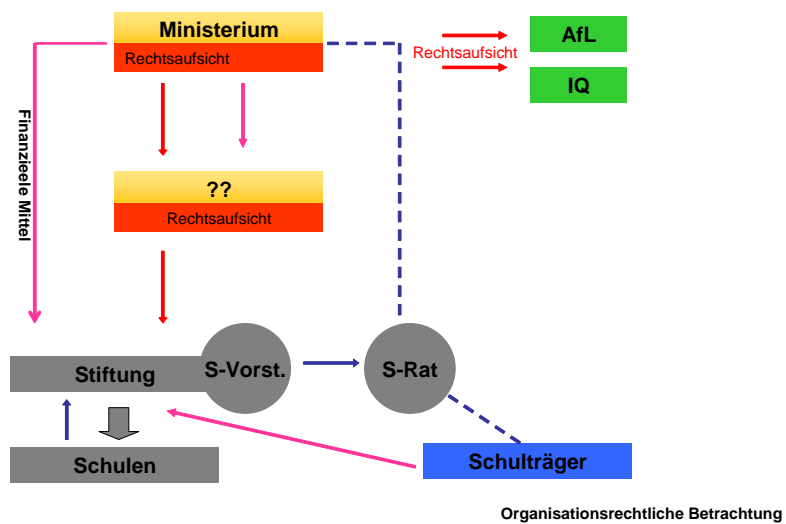 Ministerium
Rechtsaufsicht
AfL
Rechtsaufsicht
IQ
Finanzieele Mittel
??
Rechtsaufsicht
Stiftung
S-Vorst.
S-Rat
Schulen
Schulträger
Organisationsrechtliche Betrachtung